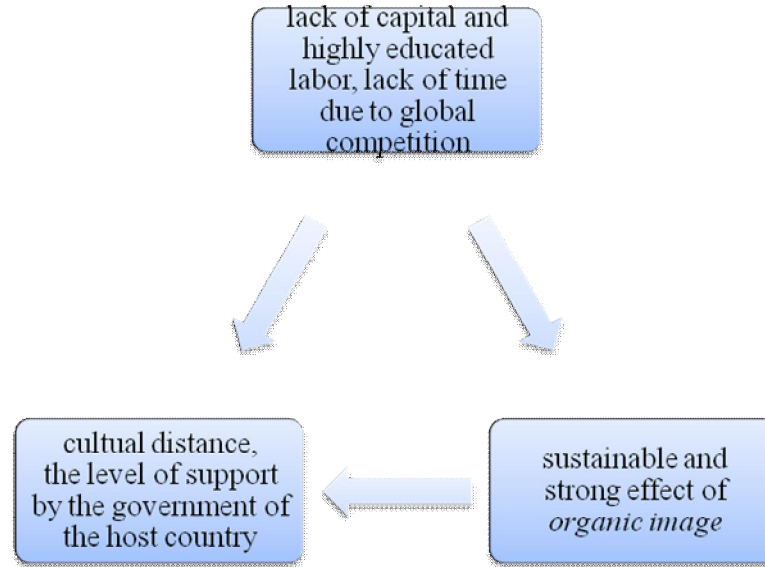 lack of capital and
highly educated
labor, lack of time
due to global
competition
cultual distance,
the level of support
by the government of
the host country
sustainable and
strong effect of
organic image